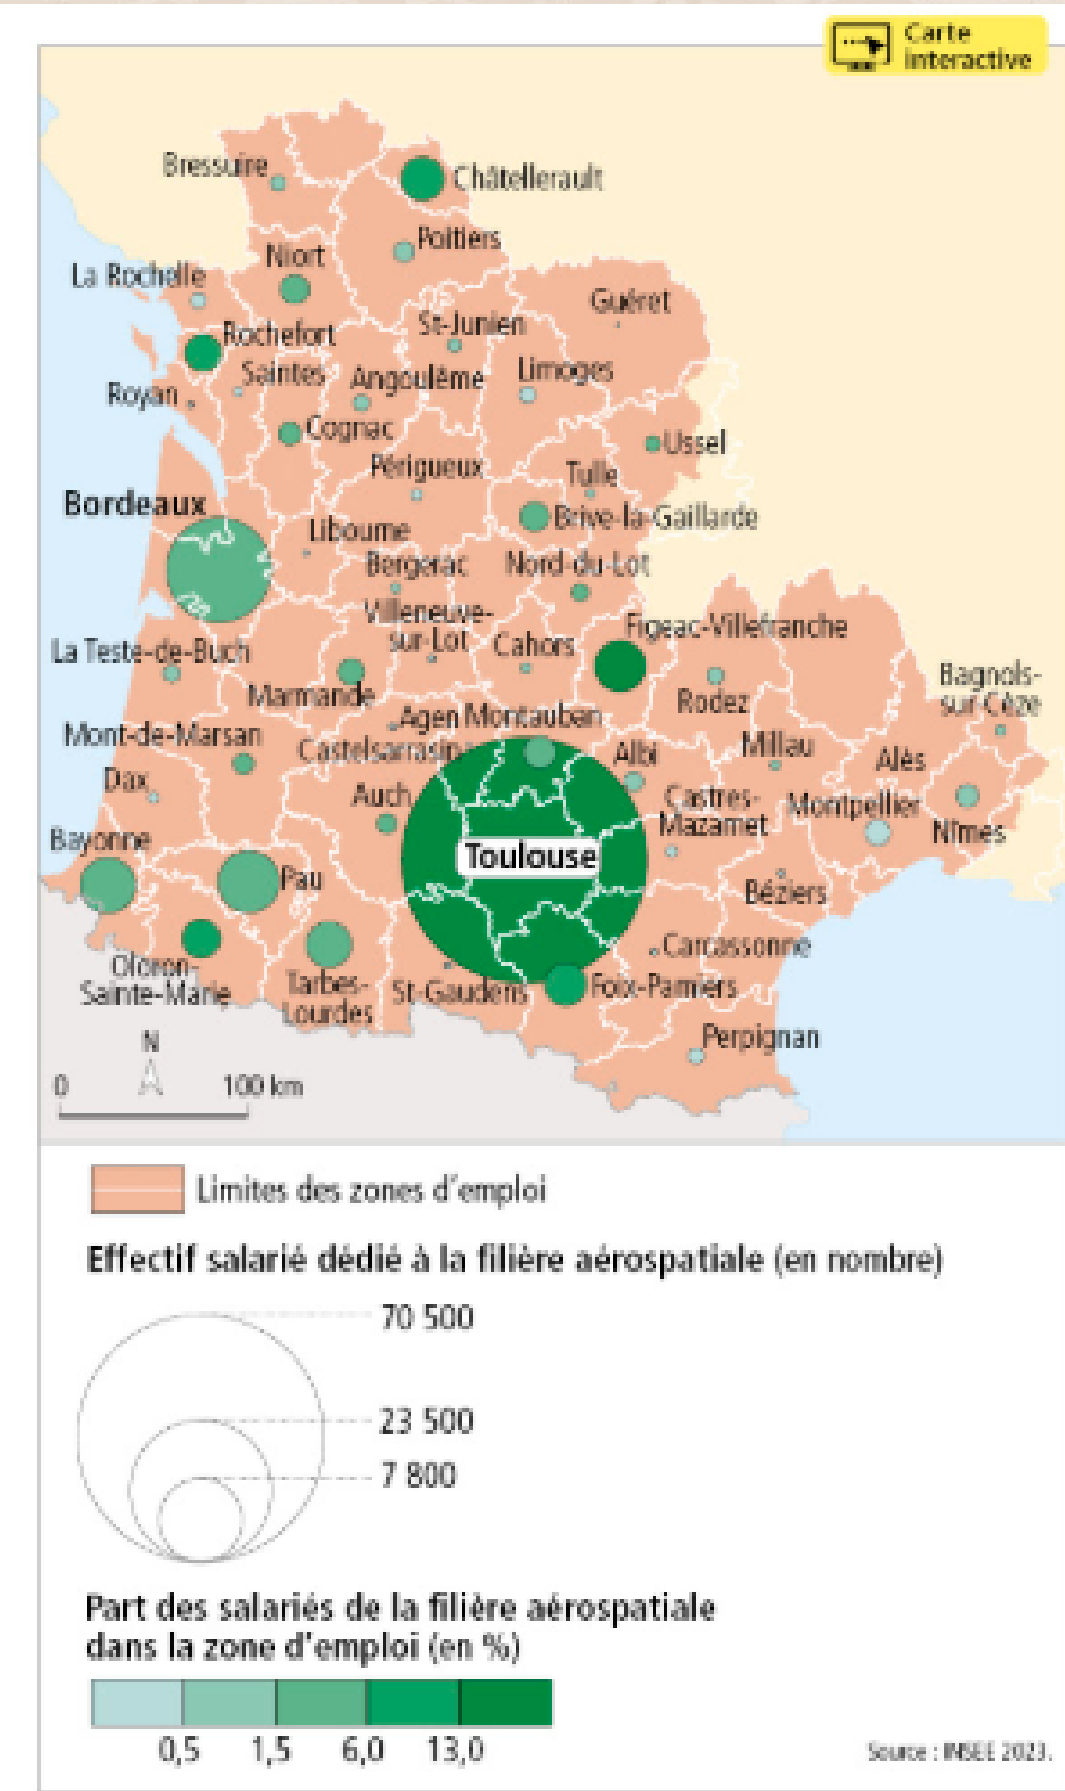 Carte
interactive
Bressuire
Châtellerault
Poitiers
Niort
La Rochelle
Guéret
St-Junien
Rochefort
Saintes
Angoulême
Limoges
Royan
Cognac
Ussel
Périgueux
Tulle
Bordeaux
Brive-la-Gaillarde
Libourne
Bergerac
Nord-du-Lot
Villeneuve-
sur-Lot
Cahors
Figeac-Villefranche
La Teste-de-Buch
Marmande
Rodez
Bagnols-
sur-Cèze
Agen
Montauban
Mont-de-Marsan
Castelsarrasin
Albi
Millau
Alès
Dax
Auch
Castres-
Mazamet
Montpellier
Nîmes
Bayonne
Toulouse
Pau
Béziers
Carcassonne
Oloron-
Sainte-Marie
Tarbes-
Lourdes
St-Gaudens
Foix-Pamiers
Perpignan
N
0
100 km
Limites des zones d'emploi
Effectif salarié dédié à la filière aérospatiale (en nombre)
70 500
23 500
7 800
Part des salariés de la filière aérospatiale
dans la zone d'emploi (en %)
0,5 1,5 6,0 13,0
Source : INSEE 2023.